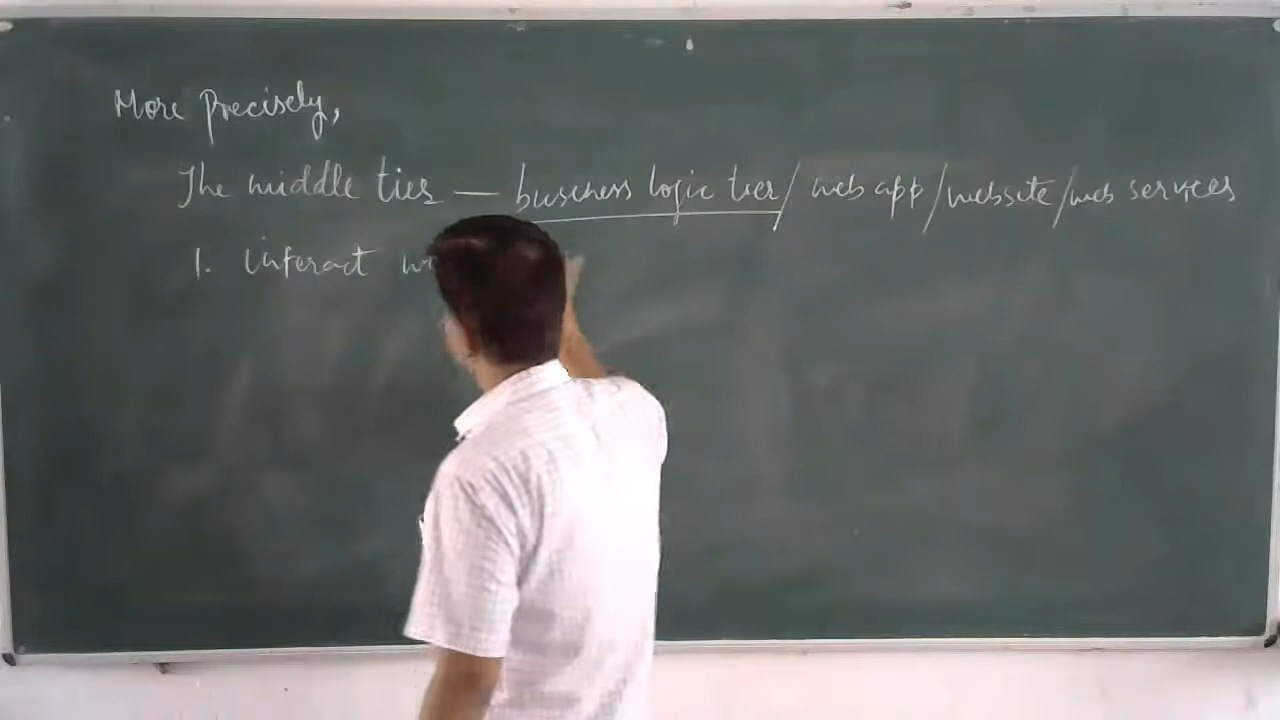 More Precisely,
The middle tier — business logic tier/ web app/website/web services
1. interact